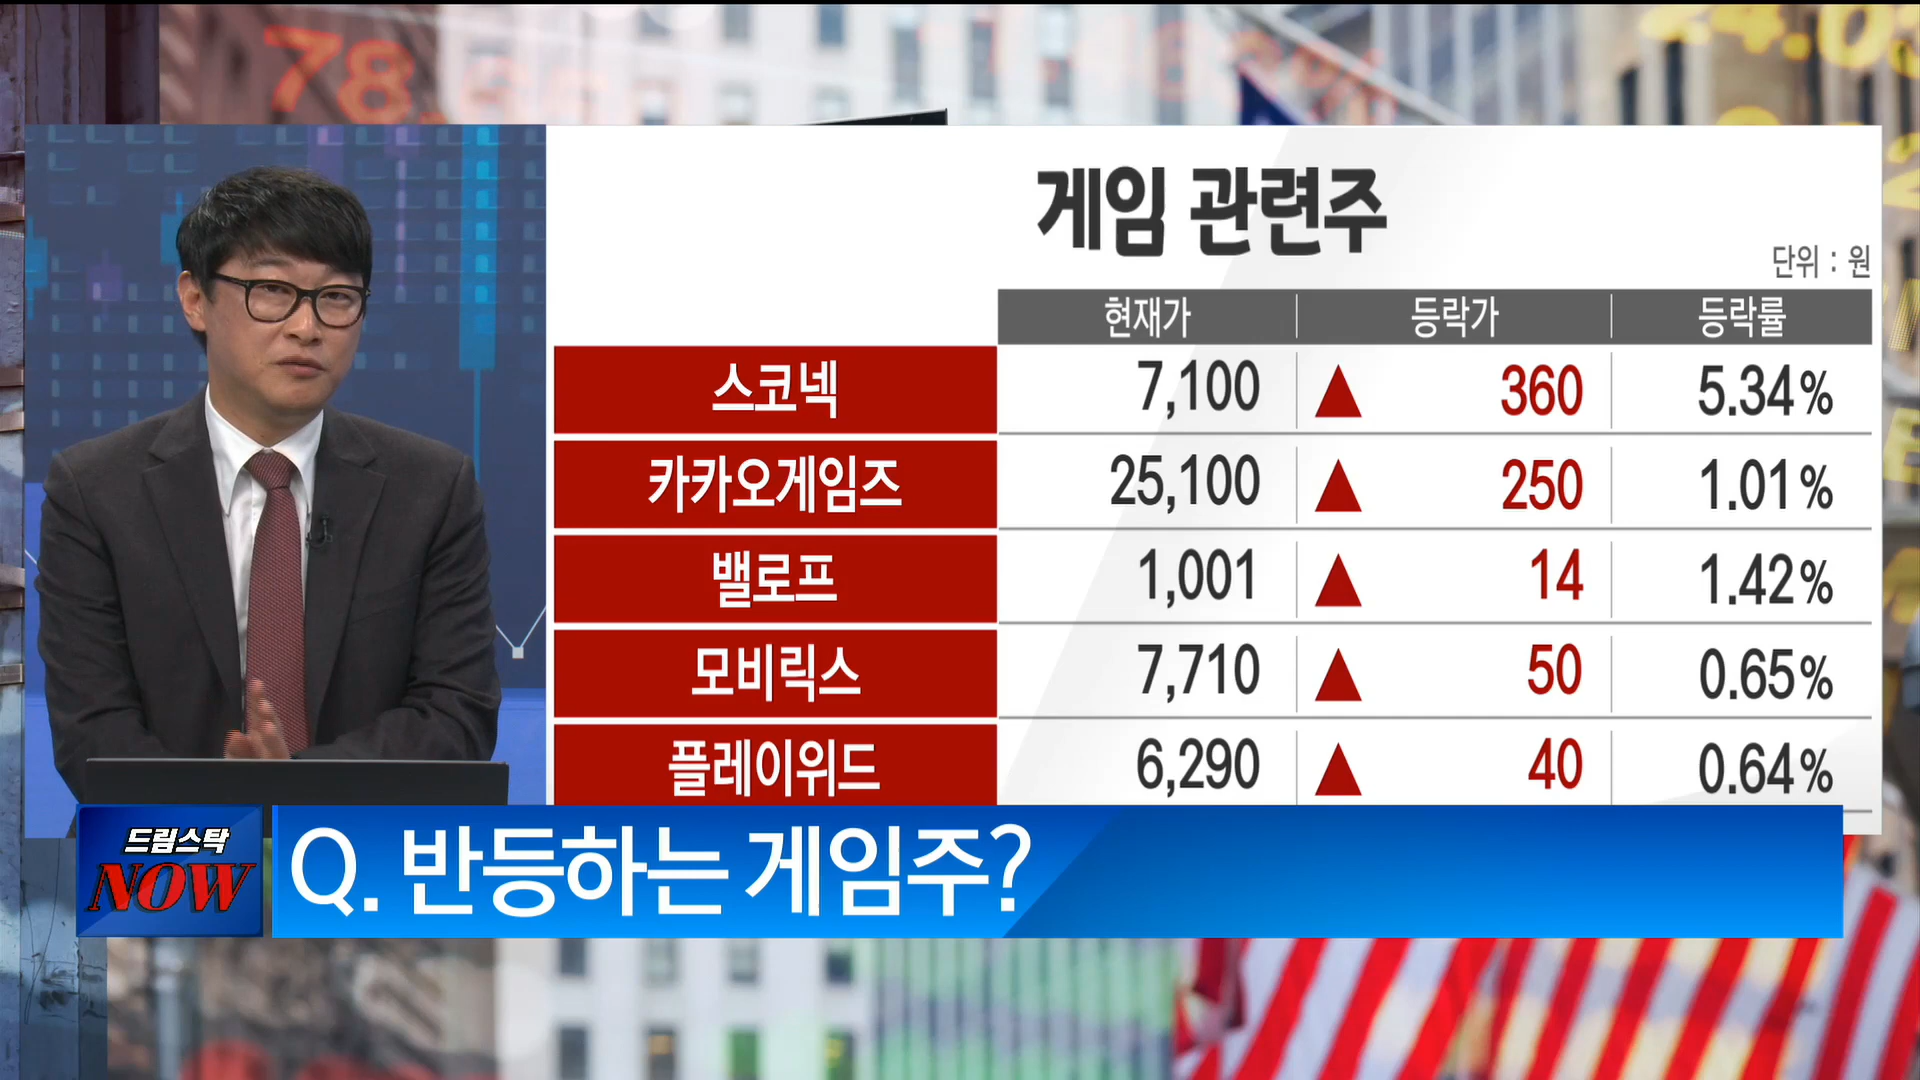 게임 관련주
단위 : 원
현재가 등락가 등락률
스코넥 7,100 ▲ 360 5.34%
카카오게임즈 25,100 ▲ 250 1.01%
밸로프 1,001 ▲ 14 1.42%
모비릭스 7,710 ▲ 50 0.65%
플레이위드 6,290 ▲ 40 0.64%
드림스탁
NOW
Q. 반등하는 게임주?